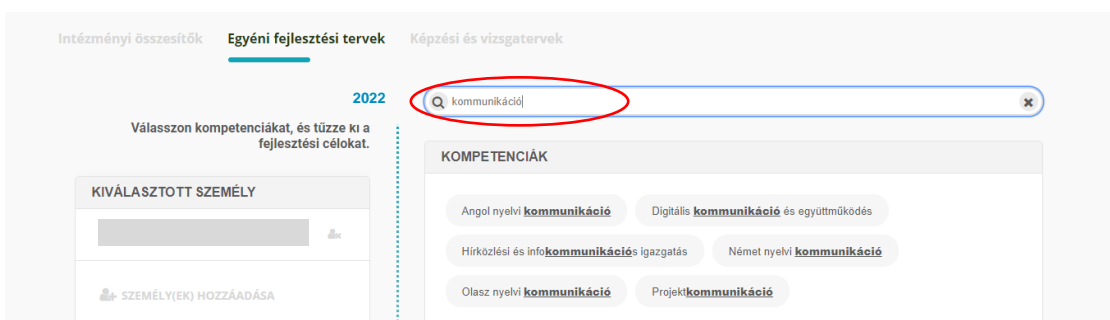 Intézményi összesítők Egyéni fejlesztési tervek Képzési és vizsgatervek
2022
Válasszon kompetenciákat, és tűzze ki a
fejlesztési célokat.
KIVÁLASZTOTT SZEMÉLY
SZEMÉLY(EK) HOZZÁADÁSA
kommunikáció
KOMPETENCIÁK
Angol nyelvi kommunikáció Digitális kommunikáció és együttműködés
Hírközlési és infokommunikációs igazgatás Német nyelvi kommunikáció
Olasz nyelvi kommunikáció Projektkommunikáció